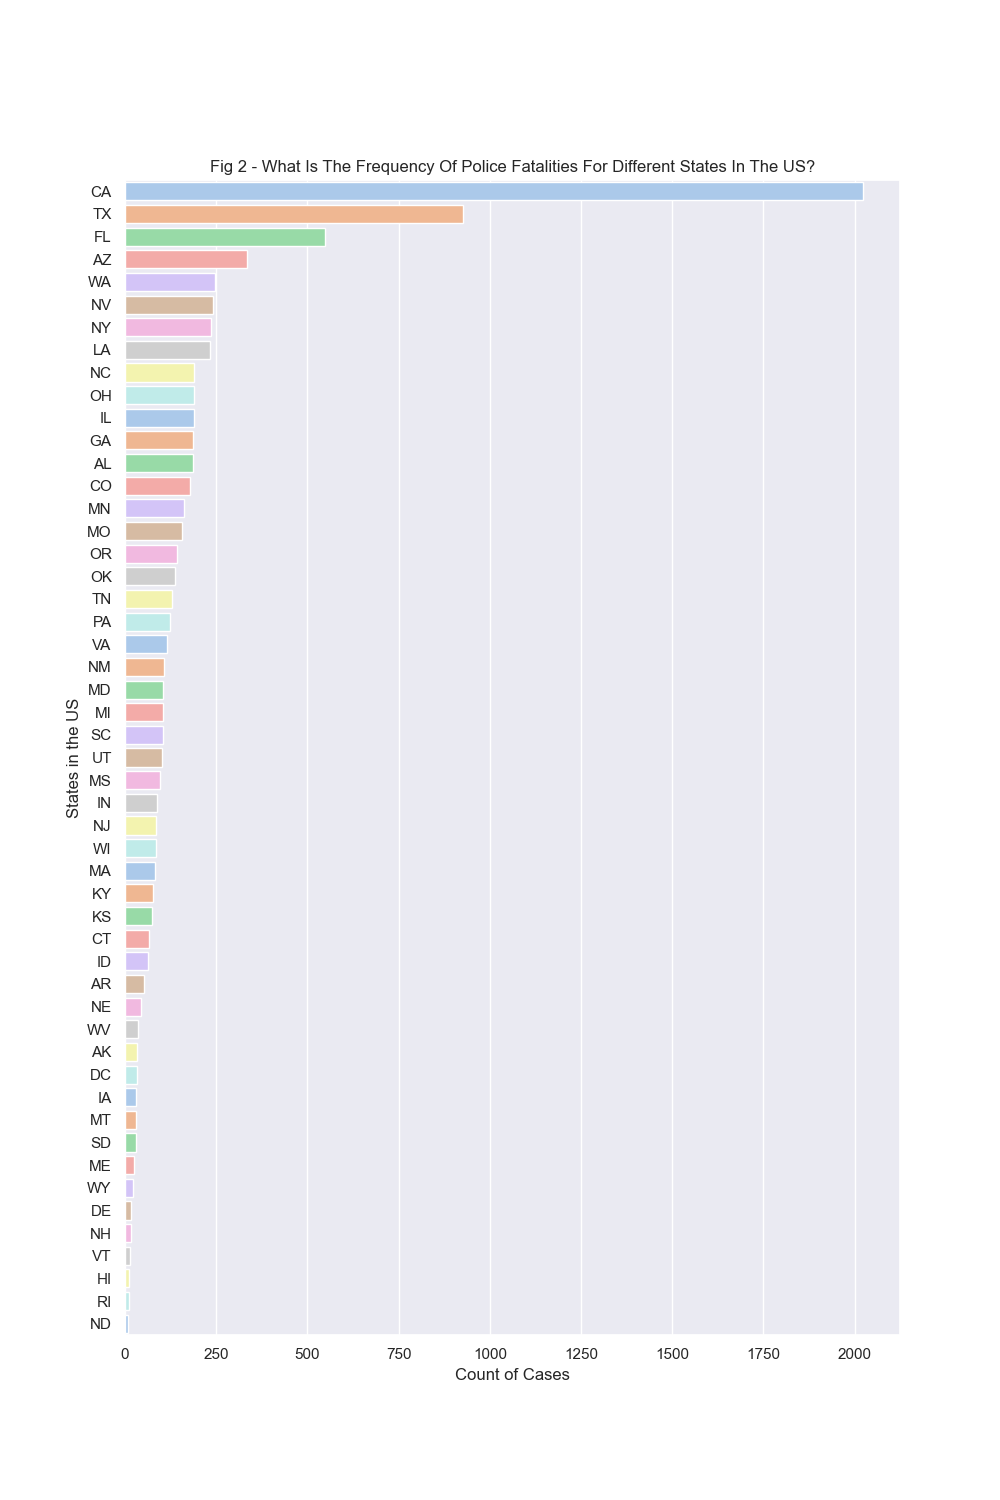 Fig 2 - What Is The Frequency Of Police Fatalities For Different States In The US?
States in the US
CA
TX
FL
AZ
WA
NV
NY
LA
NC
OH
IL
GA
AL
CO
MN
MO
OR
OK
TN
PA
VA
NM
MD
MI
SC
UT
MS
IN
NJ
WI
MA
KY
KS
CT
ID
AR
NE
WV
AK
DC
IA
MT
SD
ME
WY
DE
NH
VT
HI
RI
ND
0 250 500 750 1000 1250 1500 1750 2000
Count of Cases